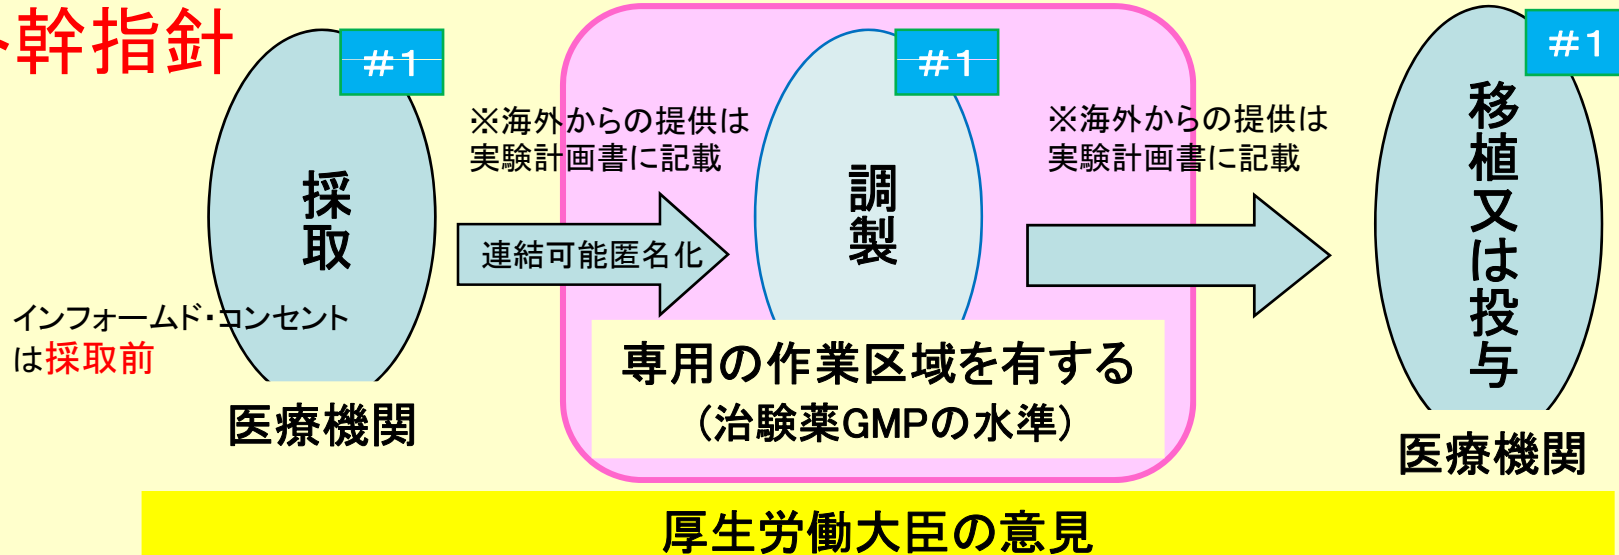 幹指針
#1
#1
#1
※海外からの提供は
実験計画書に記載
※海外からの提供は
実験計画書に記載
採取
調製
移植又は投与
連結可能匿名化
インフォームド・コンセント
は採取前
専用の作業区域を有する
(治験薬GMPの水準)
医療機関
医療機関
厚生労働大臣の意見